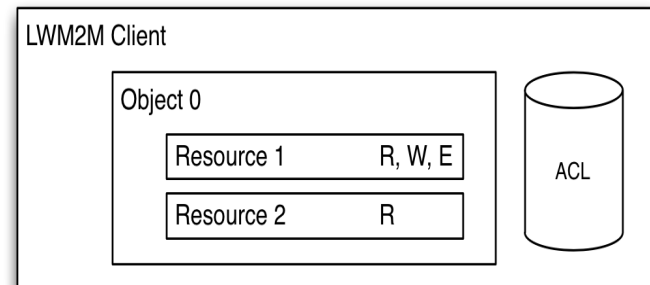 LWM2M Client
Object 0
Resource 1 R, W, E
Resource 2 R
ACL